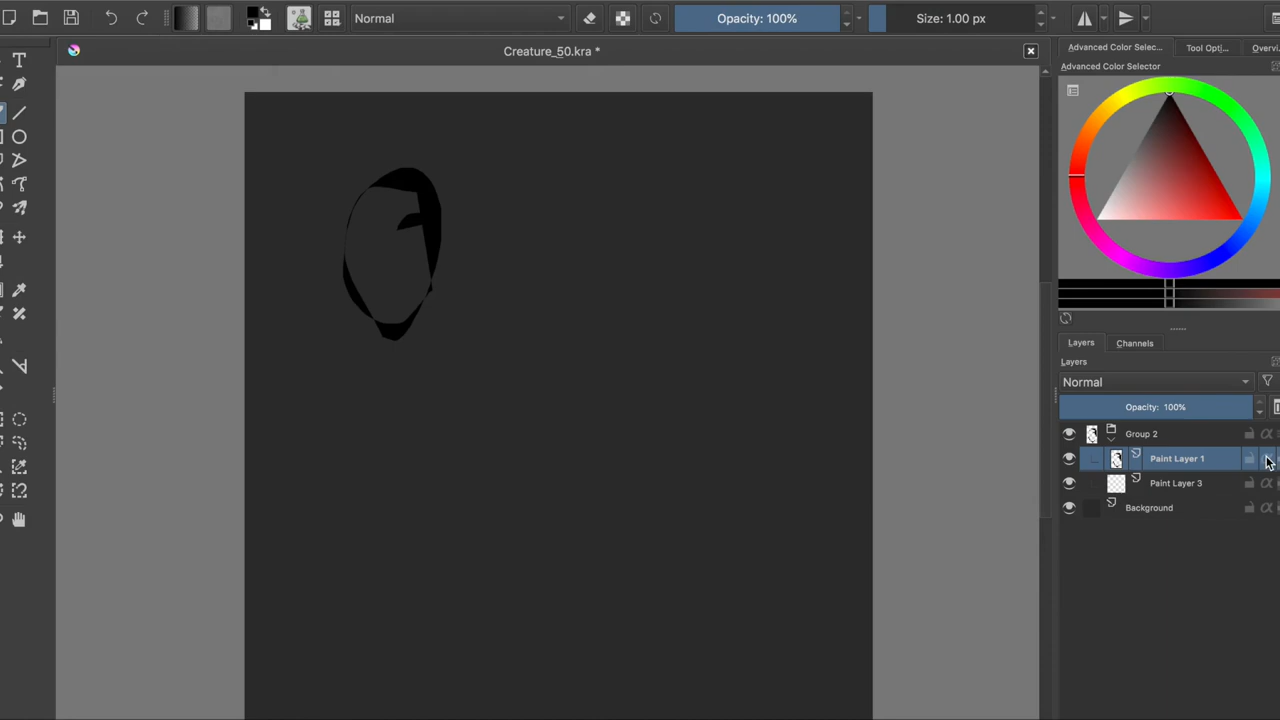 Normal
Opacity: 100%
Size: 1.00 px
Creature_50.kra *
Advanced Color Selec...
Tool Opti...
Overvi
Advanced Color Selector
T
Layers
Channels
Layers
Normal
Opacity: 100%
Group 2
Paint Layer 1
Paint Layer 3
Background